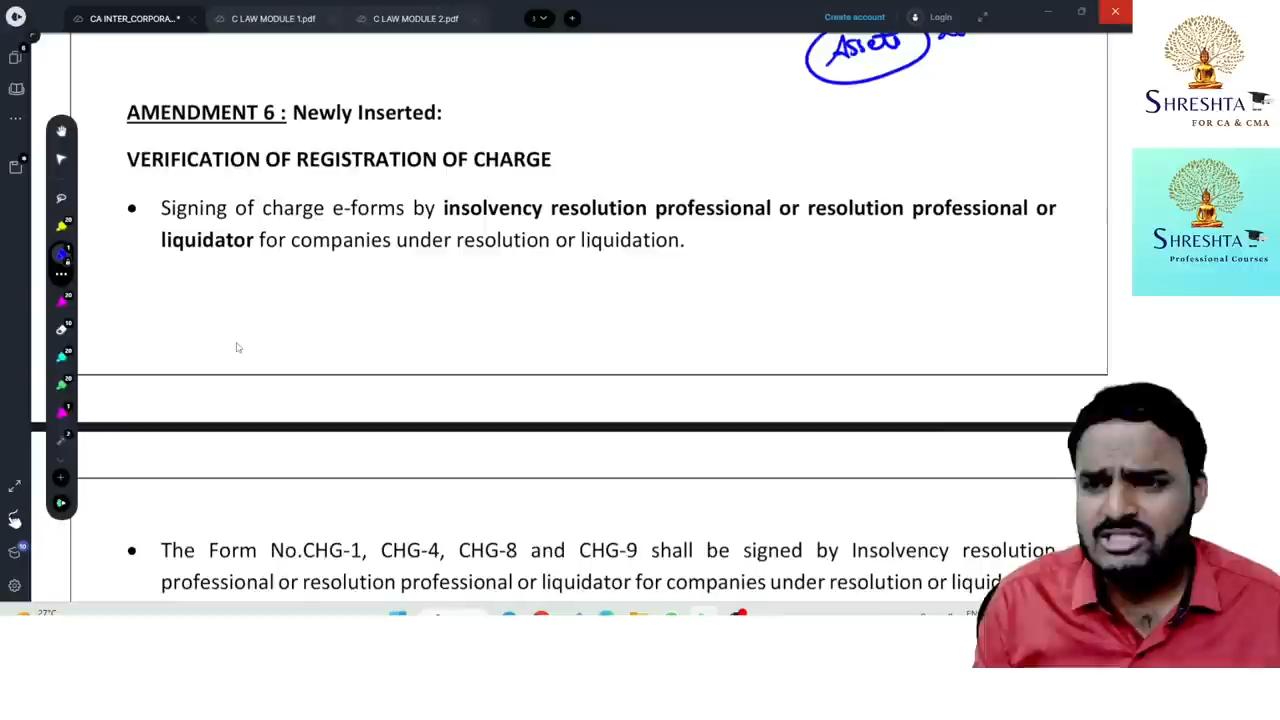 CA INTER_CORPORA...*
C LAW MODULE 1.pdf
C LAW MODULE 2.pdf
3
Create account
Login
Assets
SHRESHTA
FOR CA & CMA
SHRESHTA
Professional Courses
AMENDMENT 6 : Newly Inserted:
VERIFICATION OF REGISTRATION OF CHARGE
• Signing of charge e-forms by insolvency resolution professional or resolution professional or
liquidator for companies under resolution or liquidation.
• The Form No.CHG-1, CHG-4, CHG-8 and CHG-9 shall be signed by Insolvency resolution
professional or resolution professional or liquidator for companies under resolution or
27°C